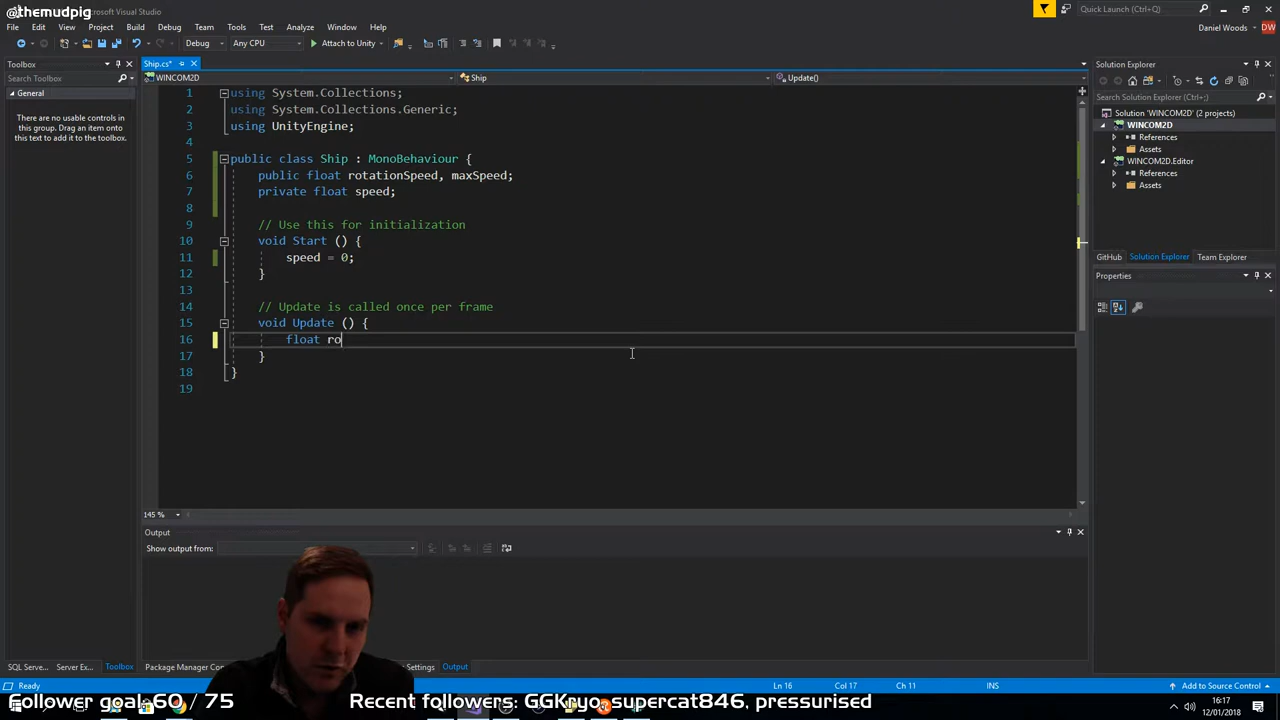 @themudpig
Microsoft Visual Studio
Quick Launch (Ctrl+Q)
File Edit View Project Build Debug Team Tools Test Analyze Window Help
Daniel Woods DW
Debug Any CPU Attach to Unity
Toolbox
Search Toolbox
General
There are no usable controls in this group. Drag an item onto this text to add it to the toolbox.
Ship.cs*
WINCOM2D Ship Update()
1 using System.Collections;
2 using System.Collections.Generic;
3 using UnityEngine;
4
5 public class Ship : MonoBehaviour {
6 public float rotationSpeed, maxSpeed;
7 private float speed;
8
9 // Use this for initialization
10 void Start () {
11 speed = 0;
12 }
13
14 // Update is called once per frame
15 void Update () {
16 float ro
17 }
18 }
19
145 %
Output
Show output from:
Solution Explorer
Search Solution Explorer (Ctrl+;)
Solution 'WINCOM2D' (2 projects)
WINCOM2D
References
Assets
WINCOM2D.Editor
References
Assets
GitHub Solution Explorer Team Explorer
Properties
SQL Serve... Server Ex... Toolbox Package Manager Con Settings Output
Ready Ln 16 Col 17 Ch 11 INS Add to Source Control
Follower goal: 60 / 75 Recent followers: GGKryo, supercat846, pressurised
16:17
12/01/2018